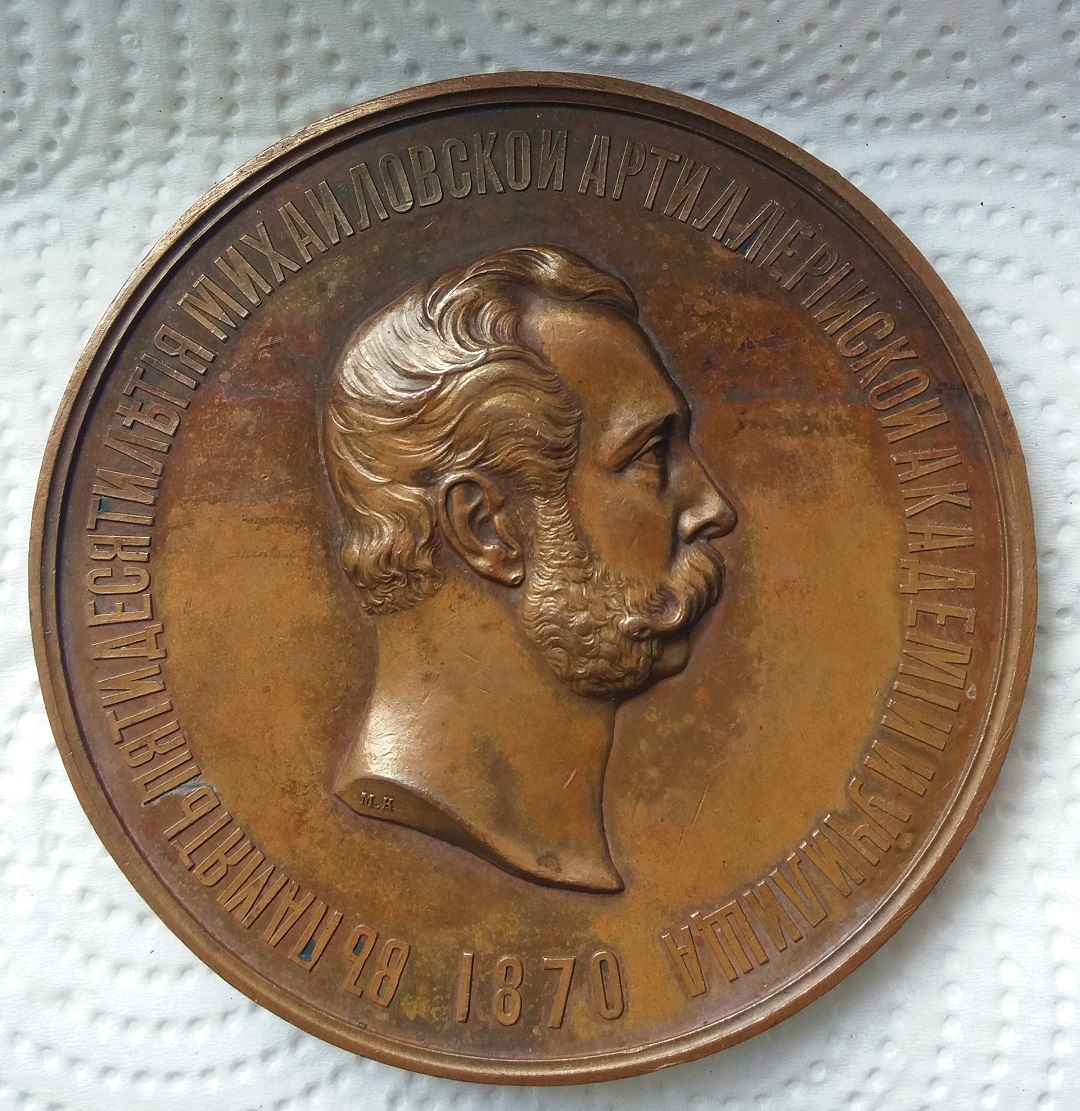 ВЪ ПАМЯТЬ ПЯТИДЕСЯТИЛѢТІЯ МИХАИЛОВСКОЙ АРТИЛЛЕРІЙСКОЙ АКАДЕМІИ И УЧИЛИЩА
1870
М.К